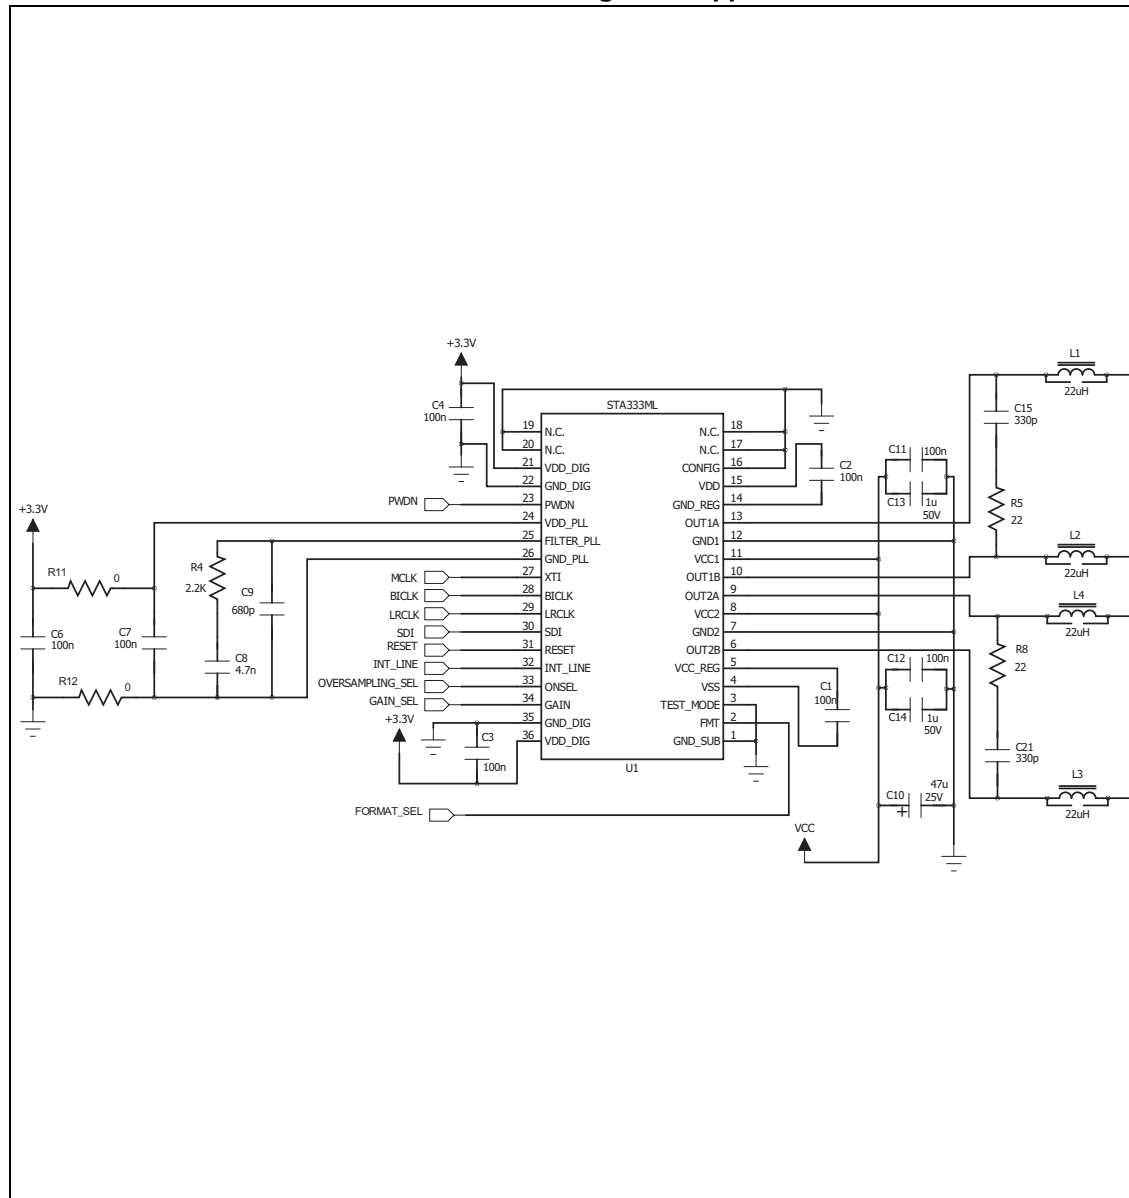 +3.3V
L1
22uH
C4
100n
STA333ML
C15
330p
19 N.C. N.C. 18
20 N.C. N.C. 17
21 VDD_DIG CONFIG 16
22 GND_DIG VDD 15
PWDN 23 PWDN GND_REG 14
24 VDD_PLL OUT1A 13
25 FILTER_PLL GND1 12
26 GND_PLL VCC1 11
MCLK 27 XTI OUT1B 10
BICLK 28 BICLK OUT2A 9
LRCLK 29 LRCLK VCC2 8
SDI 30 SDI GND2 7
RESET 31 RESET OUT2B 6
INT_LINE 32 INT_LINE VCC_REG 5
OVERSAMPLING_SEL 33 ONSEL VSS 4
GAIN_SEL 34 GAIN TEST_MODE 3
35 GND_DIG FMT 2
36 VDD_DIG GND_SUB 1
U1
C2
100n
C11
100n
C13
1u
50V
R5
22
L2
22uH
L4
22uH
+3.3V
R11
0
R4
2.2K
C9
680p
C6
100n
C7
100n
C8
4.7n
R12
0
+3.3V
C3
100n
C1
100n
C12
100n
C14
1u
50V
R8
22
C21
330p
L3
22uH
C10
47u
25V
+
FORMAT_SEL
VCC